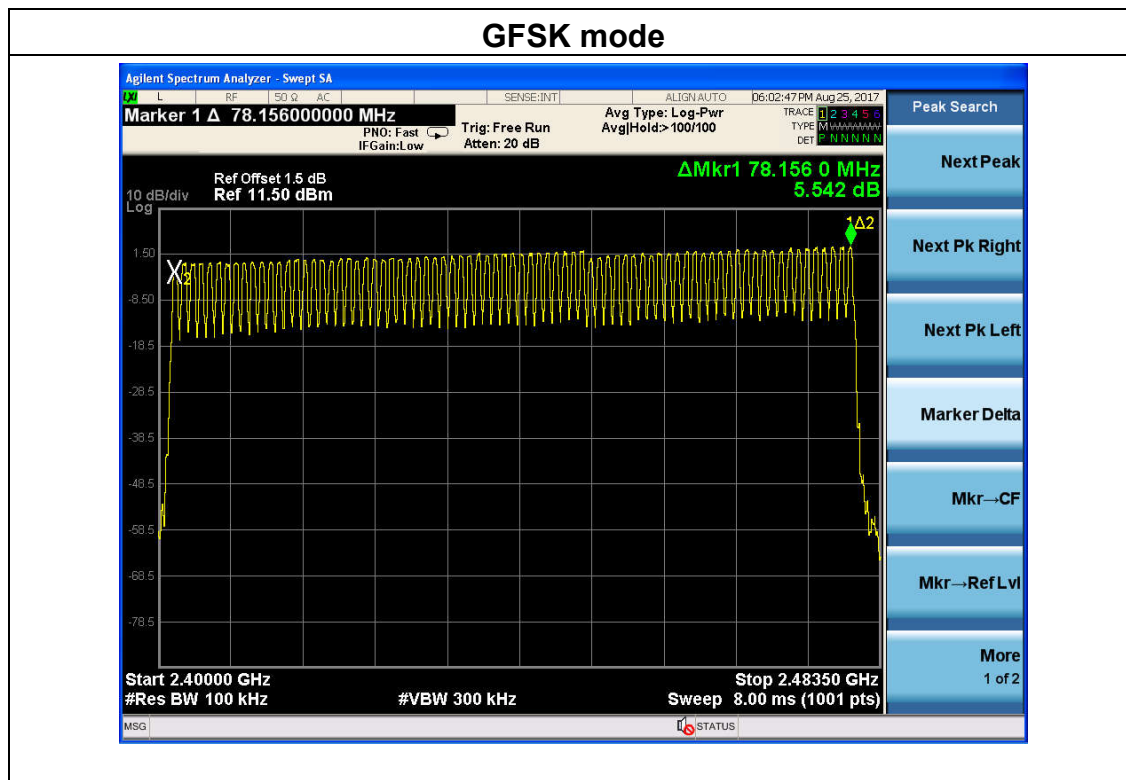 GFSK mode
Agilent Spectrum Analyzer - Swept SA
LXI L RF 50 Ω AC SENSE:INT ALIGN AUTO 06:02:47 PM Aug 25, 2017
Marker 1 Δ 78.156000000 MHz
PNO: Fast
IFGain:Low
Trig: Free Run
Atten: 20 dB
Avg Type: Log-Pwr
Avg|Hold:>100/100
TRACE 1 2 3 4 5 6
TYPE M WWWWW
DET P N N N N N
Peak Search
Next Peak
Next Pk Right
Next Pk Left
Marker Delta
Mkr→CF
Mkr→Ref Lvl
More
1 of 2
ΔMkr1 78.156 0 MHz
5.542 dB
Ref Offset 1.5 dB
10 dB/div Ref 11.50 dBm
Log
1Δ2
X2
1.50
-8.50
-18.5
-28.5
-38.5
-48.5
-58.5
-68.5
-78.5
Start 2.40000 GHz Stop 2.48350 GHz
#Res BW 100 kHz #VBW 300 kHz Sweep 8.00 ms (1001 pts)
MSG STATUS